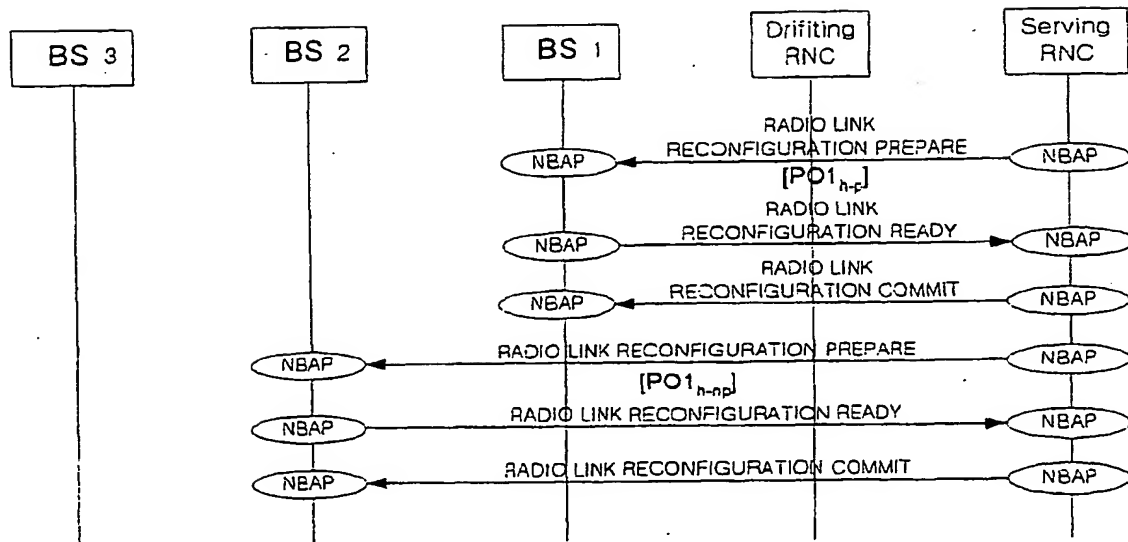 BS 3
BS 2
BS 1
Drifiting
RNC
Serving
RNC
RADIO LINK
RECONFIGURATION PREPARE
NBAP
NBAP
[PO1h-p]
RADIO LINK
RECONFIGURATION READY
NBAP
NBAP
RADIO LINK
RECONFIGURATION COMMIT
NBAP
NBAP
RADIO LINK RECONFIGURATION PREPARE
NBAP
NBAP
[PO1h-np]
RADIO LINK RECONFIGURATION READY
NBAP
NBAP
RADIO LINK RECONFIGURATION COMMIT
NBAP
NBAP